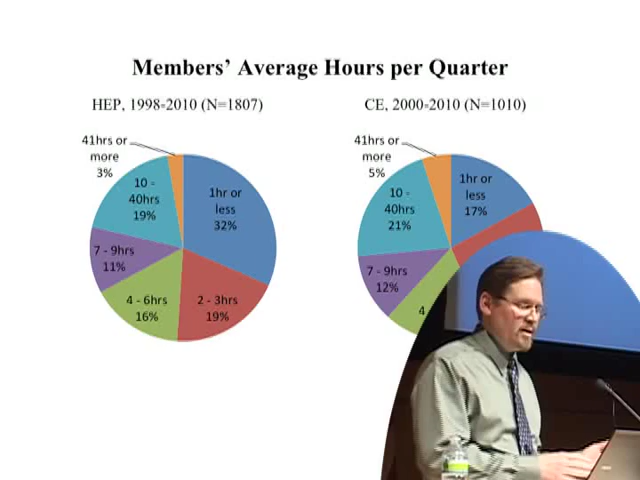 Members’ Average Hours per Quarter
HEP, 1998-2010 (N=1807)
41hrs or
more
3%
1hr or
less
32%
2 - 3hrs
19%
4 - 6hrs
16%
7 - 9hrs
11%
10 -
40hrs
19%
CE, 2000-2010 (N=1010)
41hrs or
more
5%
1hr or
less
17%
4
7 - 9hrs
12%
10 -
40hrs
21%